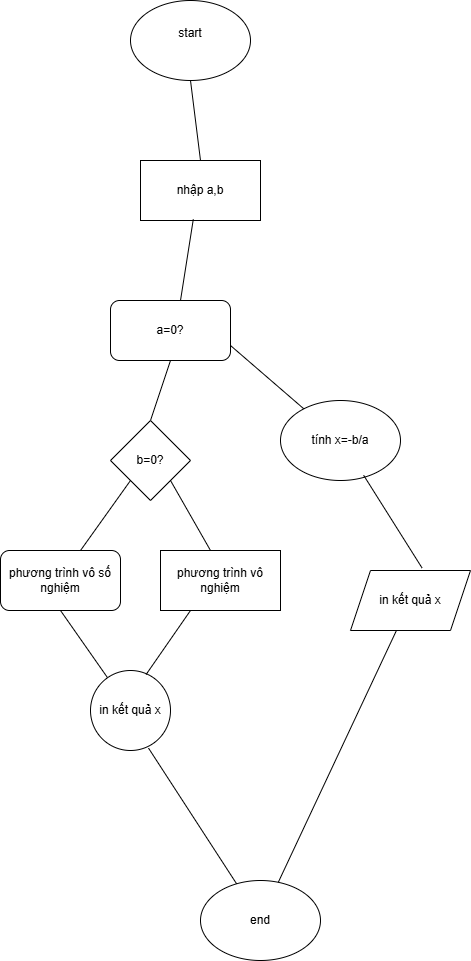 start
nhập a,b
a=0?
tính x=-b/a
b=0?
phương trình vô số
nghiệm
phương trình vô
nghiệm
in kết quả x
in kết quả x
end